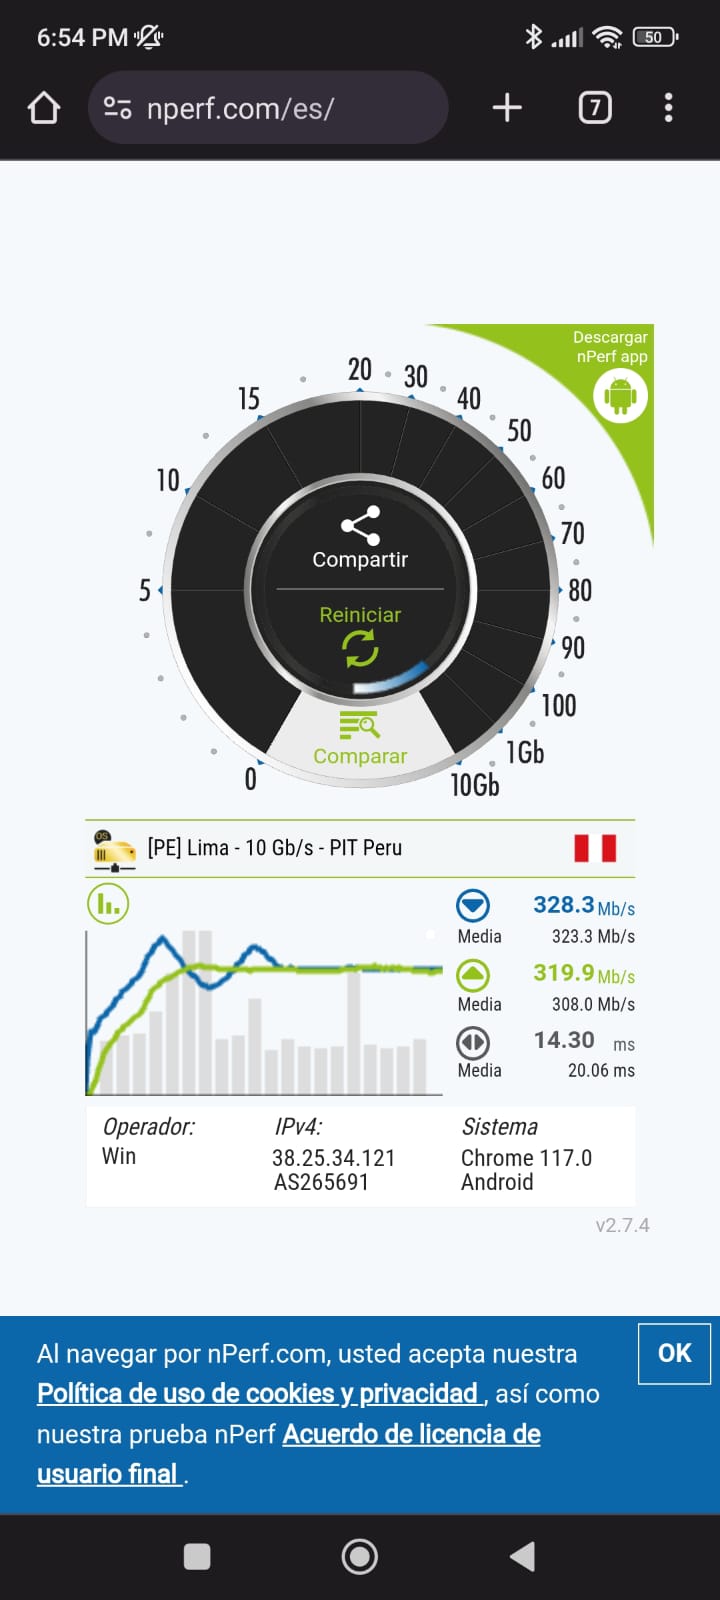 6:54 PM
50
nperf.com/es/
7
Descargar
nPerf app
0
5
10
15
20
30
40
50
60
70
80
90
100
1Gb
10Gb
Compartir
Reiniciar
Comparar
[PE] Lima - 10 Gb/s - PIT Peru
328.3 Mb/s
Media 323.3 Mb/s
319.9 Mb/s
Media 308.0 Mb/s
14.30 ms
Media 20.06 ms
Operador: IPv4: Sistema
Win 38.25.34.121 Chrome 117.0
AS265691 Android
v2.7.4
Al navegar por nPerf.com, usted acepta nuestra
Política de uso de cookies y privacidad , así como
nuestra prueba nPerf Acuerdo de licencia de
usuario final .
OK